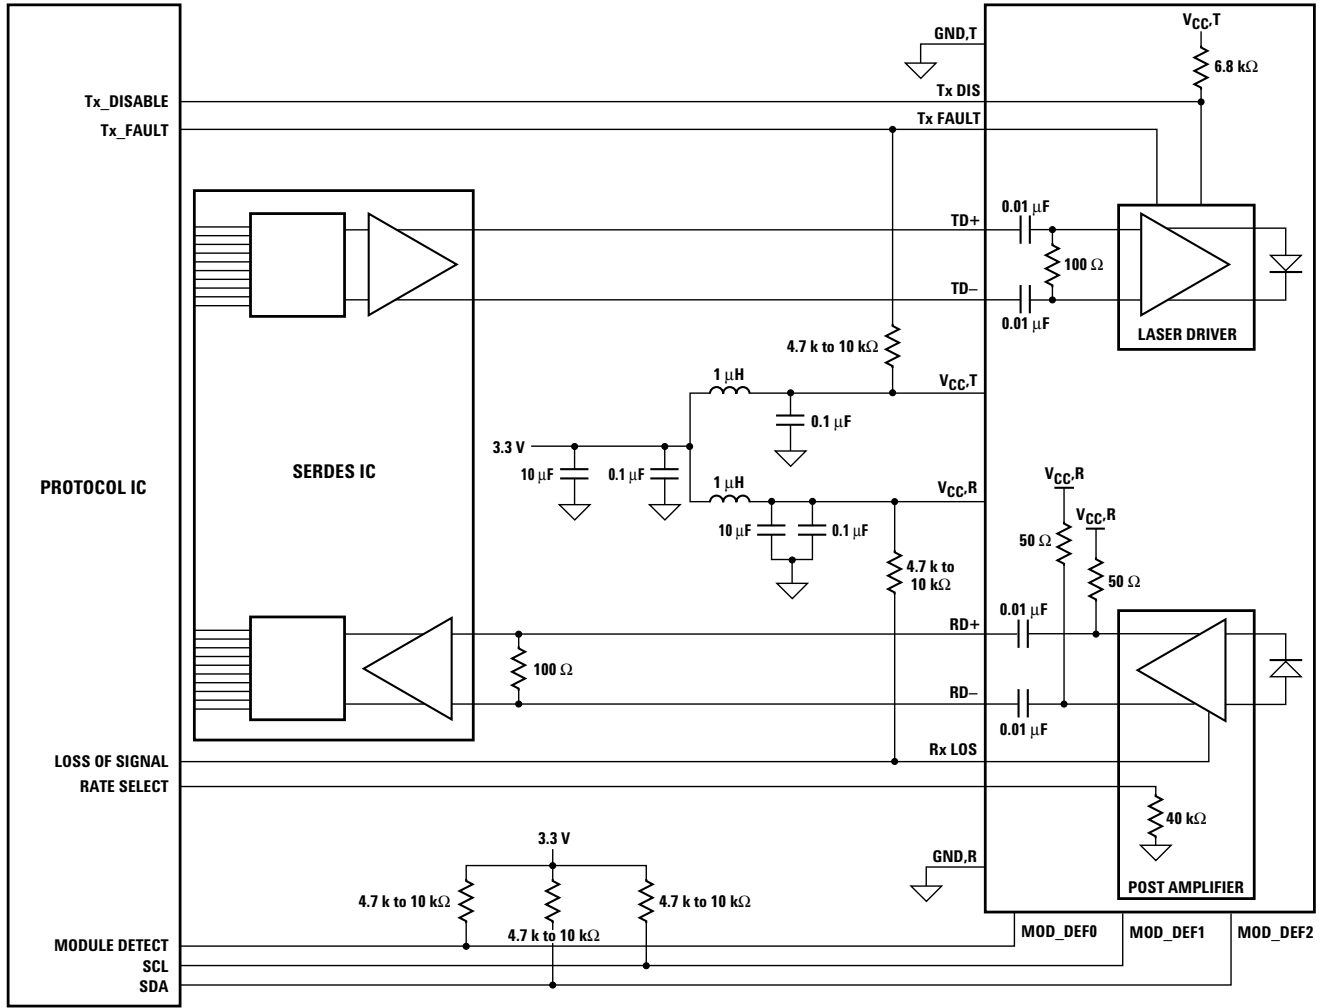 GND,T
VCC,T
6.8 kΩ
Tx_DISABLE
Tx DIS
Tx_FAULT
Tx FAULT
0.01 µF
TD+
100 Ω
TD–
0.01 µF
LASER DRIVER
4.7 k to 10 kΩ
1 µH
VCC,T
0.1 µF
3.3 V
10 µF
0.1 µF
SERDES IC
PROTOCOL IC
1 µH
VCC,R
10 µF
0.1 µF
VCC,R
VCC,R
50 Ω
50 Ω
4.7 k to
10 kΩ
0.01 µF
RD+
100 Ω
RD–
0.01 µF
LOSS OF SIGNAL
Rx LOS
RATE SELECT
40 kΩ
3.3 V
GND,R
POST AMPLIFIER
4.7 k to 10 kΩ
4.7 k to 10 kΩ
4.7 k to 10 kΩ
MOD_DEF0
MOD_DEF1
MOD_DEF2
MODULE DETECT
SCL
SDA